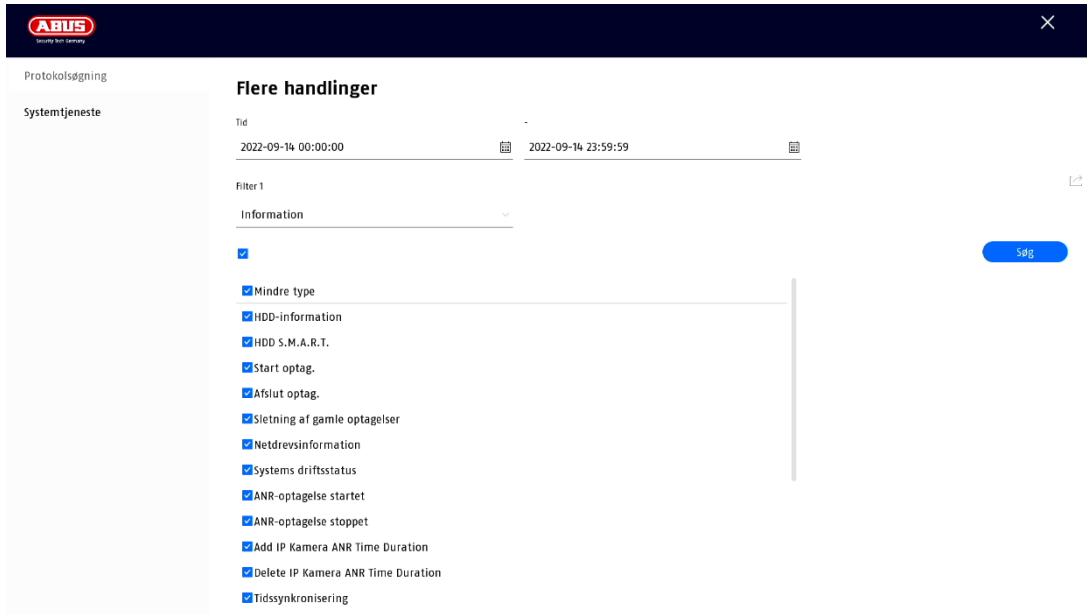 ABUS
Security Tech Germany
Protokolsøgning
Systemtjeneste
Flere handlinger
Tid
-
2022-09-14 00:00:00
2022-09-14 23:59:59
Filter 1
Information
Søg
Mindre type
HDD-information
HDD S.M.A.R.T.
Start optag.
Afslut optag.
Sletning af gamle optagelser
Netdrevsinformation
Systems driftsstatus
ANR-optagelse startet
ANR-optagelse stoppet
Add IP Kamera ANR Time Duration
Delete IP Kamera ANR Time Duration
Tidssynkronisering